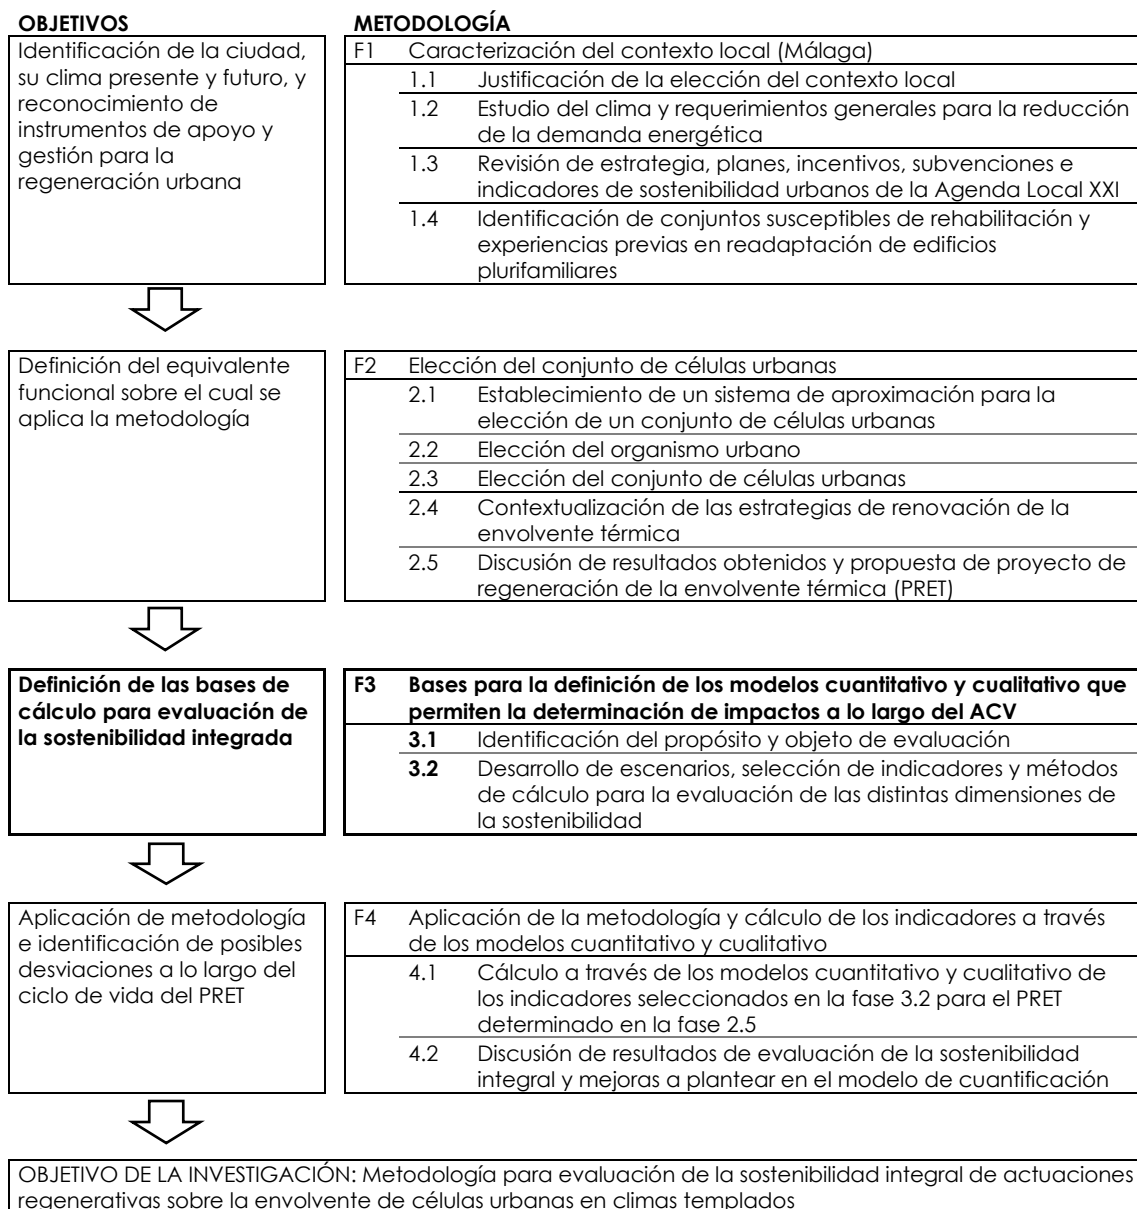 OBJETIVOS
METODOLOGÍA
Identificación de la ciudad,
su clima presente y futuro, y
reconocimiento de
instrumentos de apoyo y
gestión para la
regeneración urbana
F1 Caracterización del contexto local (Málaga)
1.1 Justificación de la elección del contexto local
1.2 Estudio del clima y requerimientos generales para la reducción
de la demanda energética
1.3 Revisión de estrategia, planes, incentivos, subvenciones e
indicadores de sostenibilidad urbanos de la Agenda Local XXI
1.4 Identificación de conjuntos susceptibles de rehabilitación y
experiencias previas en readaptación de edificios
plurifamiliares
Definición del equivalente
funcional sobre el cual se
aplica la metodología
F2 Elección del conjunto de células urbanas
2.1 Establecimiento de un sistema de aproximación para la
elección de un conjunto de células urbanas
2.2 Elección del organismo urbano
2.3 Elección del conjunto de células urbanas
2.4 Contextualización de las estrategias de renovación de la
envolvente térmica
2.5 Discusión de resultados obtenidos y propuesta de proyecto de
regeneración de la envolvente térmica (PRET)
Definición de las bases de
cálculo para evaluación de
la sostenibilidad integrada
F3 Bases para la definición de los modelos cuantitativo y cualitativo que
permiten la determinación de impactos a lo largo del ACV
3.1 Identificación del propósito y objeto de evaluación
3.2 Desarrollo de escenarios, selección de indicadores y métodos
de cálculo para la evaluación de las distintas dimensiones de
la sostenibilidad
Aplicación de metodología
e identificación de posibles
desviaciones a lo largo del
ciclo de vida del PRET
F4 Aplicación de la metodología y cálculo de los indicadores a través
de los modelos cuantitativo y cualitativo
4.1 Cálculo a través de los modelos cuantitativo y cualitativo de
los indicadores seleccionados en la fase 3.2 para el PRET
determinado en la fase 2.5
4.2 Discusión de resultados de evaluación de la sostenibilidad
integral y mejoras a plantear en el modelo de cuantificación
OBJETIVO DE LA INVESTIGACIÓN: Metodología para evaluación de la sostenibilidad integral de actuaciones
regenerativas sobre la envolvente de células urbanas en climas templados